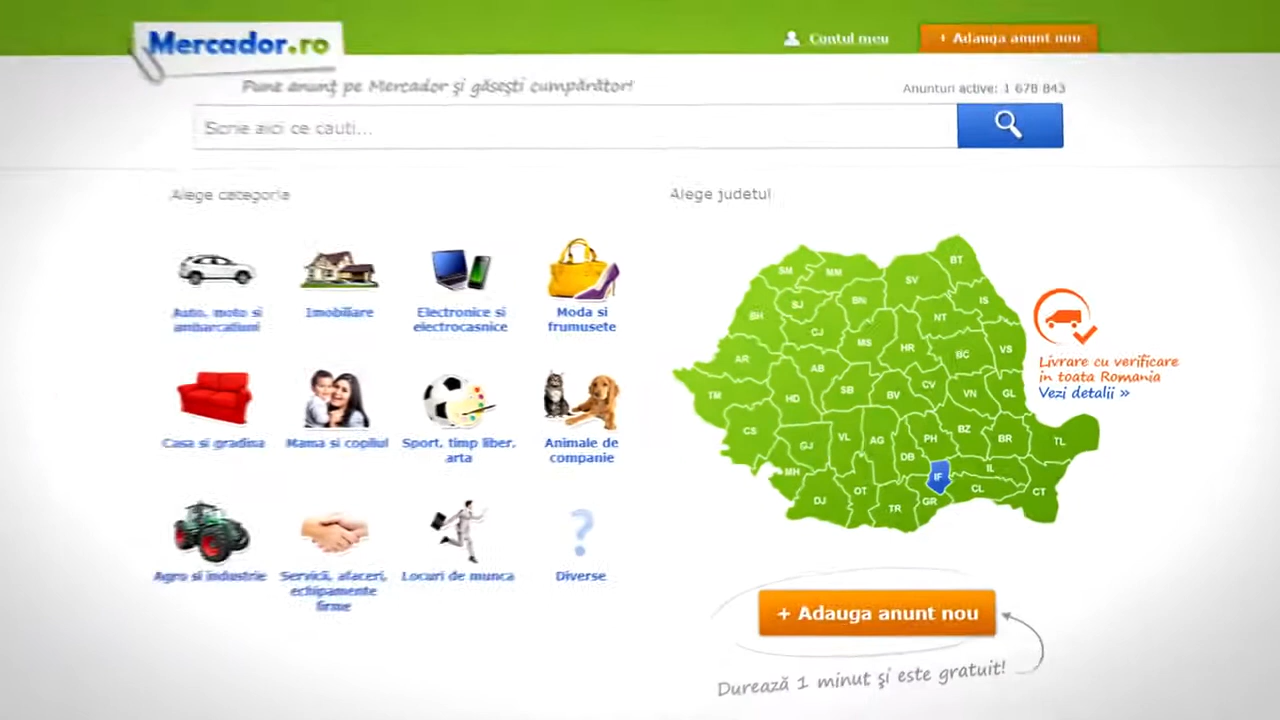 Mercador.ro
Contul meu
+ Adauga anunt nou
Pune anunţ pe Mercador şi găseşti cumpărător!
Anunturi active: 1 678 843
Scrie aici ce cauti...
Alege categoria
Alege judetul
Auto, moto si
ambarcatiuni
Imobiliare
Electronice si
electrocasnice
Moda si
frumusete
Casa si gradina
Mama si copilul
Sport, timp liber,
arta
Animale de
companie
Agro si industrie
Servicii, afaceri,
echipamente
firme
Locuri de munca
?
Diverse
BT
SM
MM
SV
SJ
BN
IS
BH
NT
CJ
MS
HR
BC
VS
AR
AB
CV
TM
HD
SB
BV
VN
GL
CS
GJ
VL
AG
PH
BZ
BR
TL
DB
MH
IF
IL
DJ
OT
TR
GR
CL
CT
Livrare cu verificare
in toata Romania
Vezi detalii »
+ Adauga anunt nou
Durează 1 minut şi este gratuit!